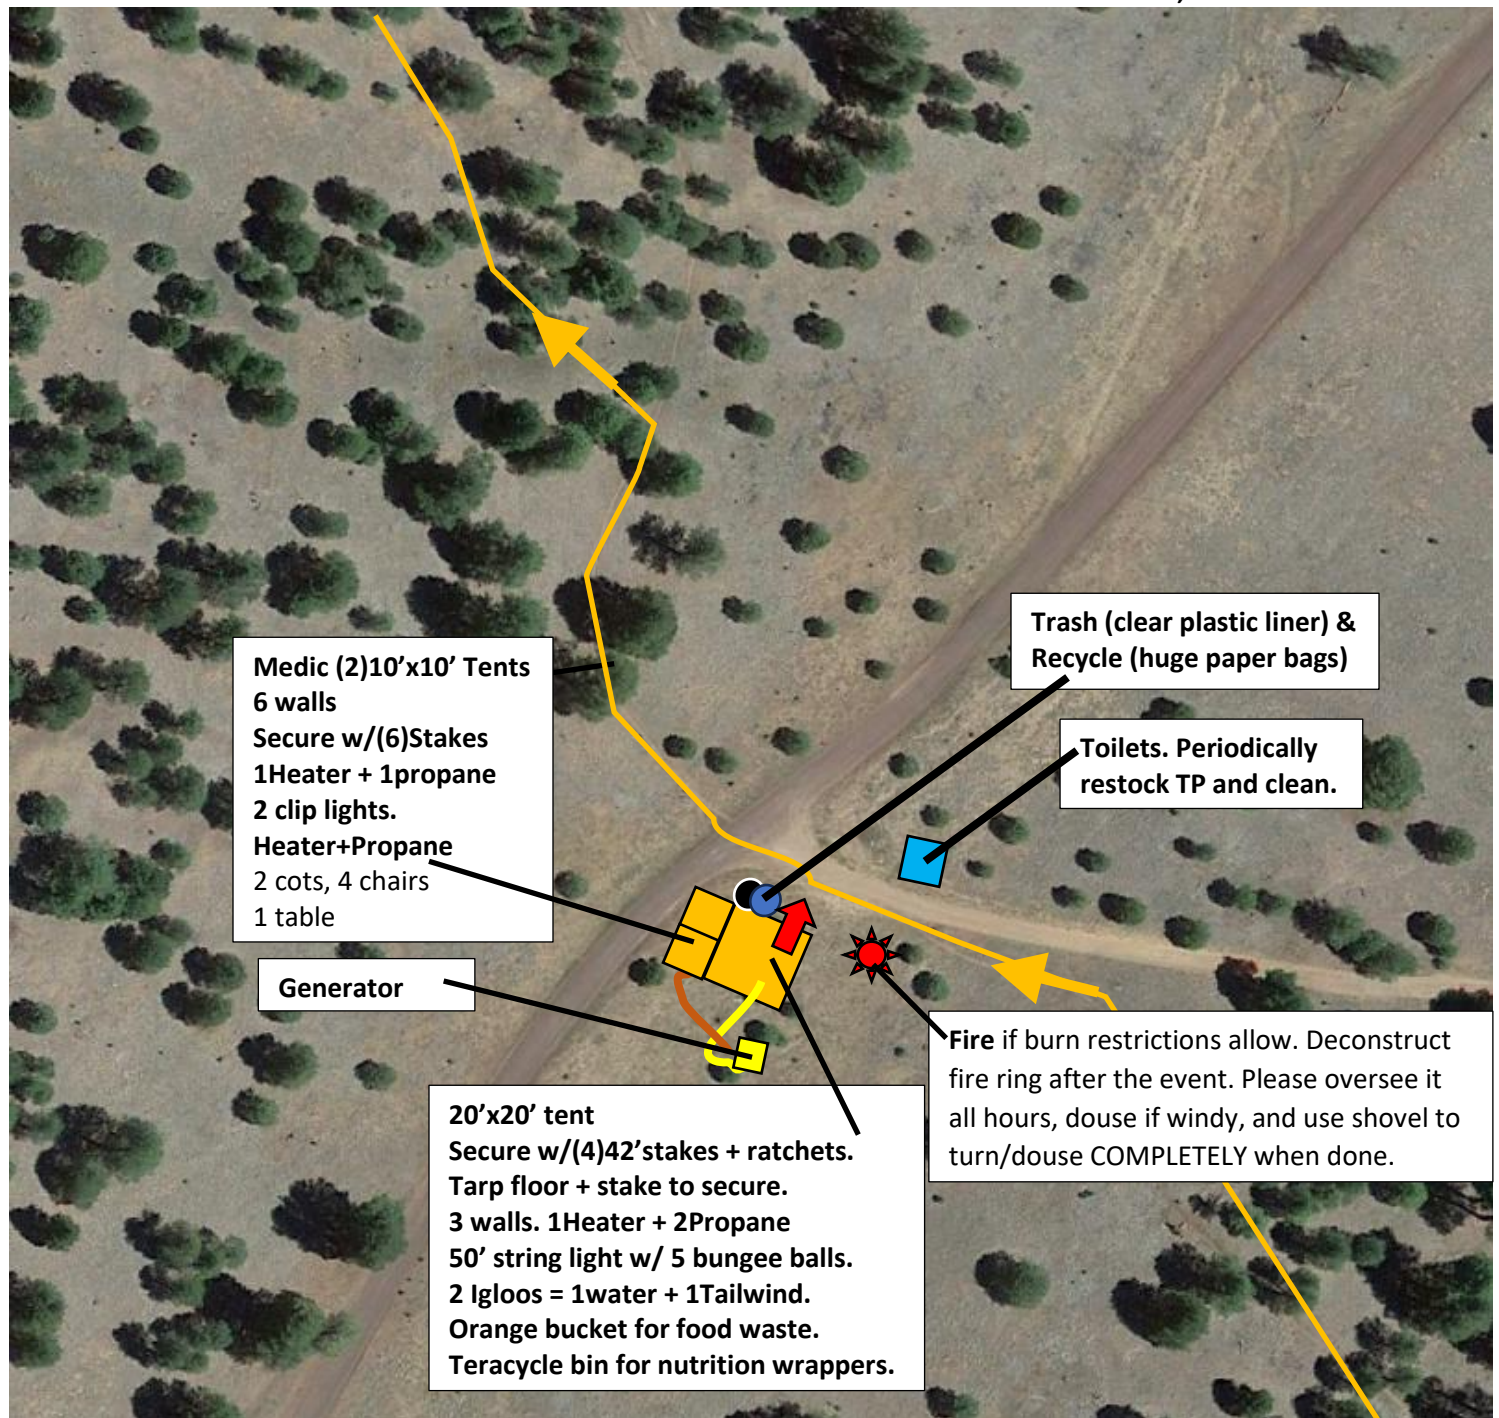 Trash (clear plastic liner) &
Recycle (huge paper bags)
Medic (2)10’x10’ Tents
6 walls
Secure w/(6)Stakes
1Heater + 1propane
2 clip lights.
Heater+Propane
2 cots, 4 chairs
1 table
Toilets. Periodically
restock TP and clean.
Generator
Fire if burn restrictions allow. Deconstruct
fire ring after the event. Please oversee it
all hours, douse if windy, and use shovel to
turn/douse COMPLETELY when done.
20’x20’ tent
Secure w/(4)42’stakes + ratchets.
Tarp floor + stake to secure.
3 walls. 1Heater + 2Propane
50’ string light w/ 5 bungee balls.
2 Igloos = 1water + 1Tailwind.
Orange bucket for food waste.
Teracycle bin for nutrition wrappers.